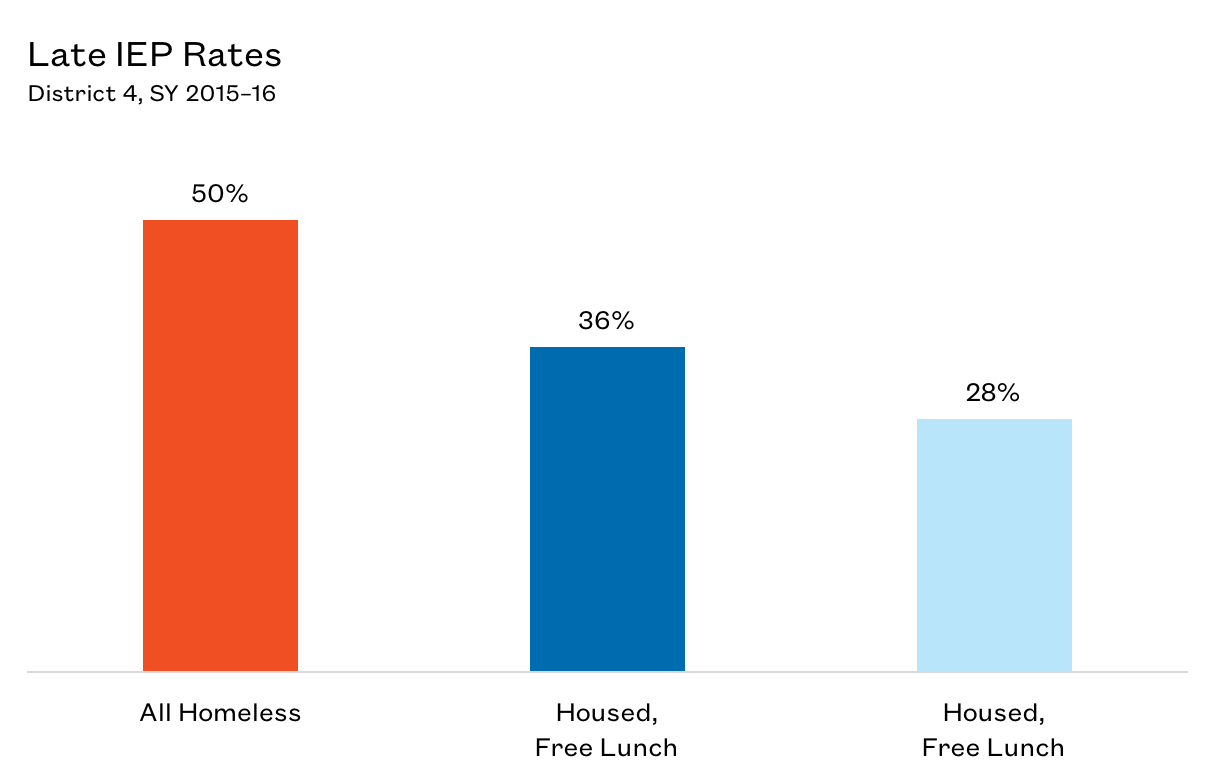 Late IEP Rates
District 4, SY 2015–16
50%
36%
28%
All Homeless
Housed,
Free Lunch
Housed,
Free Lunch